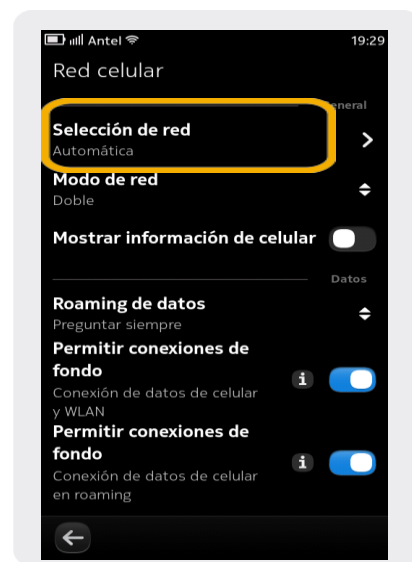 Antel 19:29
Red celular
General
Selección de red
Automática
Modo de red
Doble
Mostrar información de celular
Datos
Roaming de datos
Preguntar siempre
Permitir conexiones de
fondo
Conexión de datos de celular
y WLAN
Permitir conexiones de
fondo
Conexión de datos de celular
en roaming